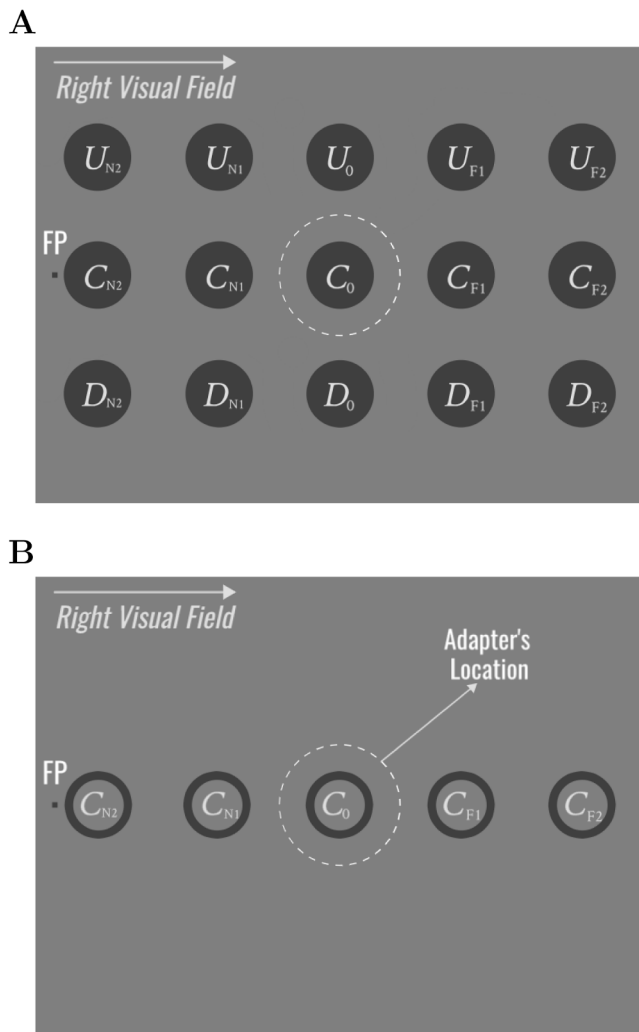 A
Right Visual Field
U_N2 U_N1 U_0 U_F1 U_F2
FP
C_N2 C_N1 C_0 C_F1 C_F2
D_N2 D_N1 D_0 D_F1 D_F2
B
Right Visual Field
Adapter's
Location
FP
C_N2 C_N1 C_0 C_F1 C_F2